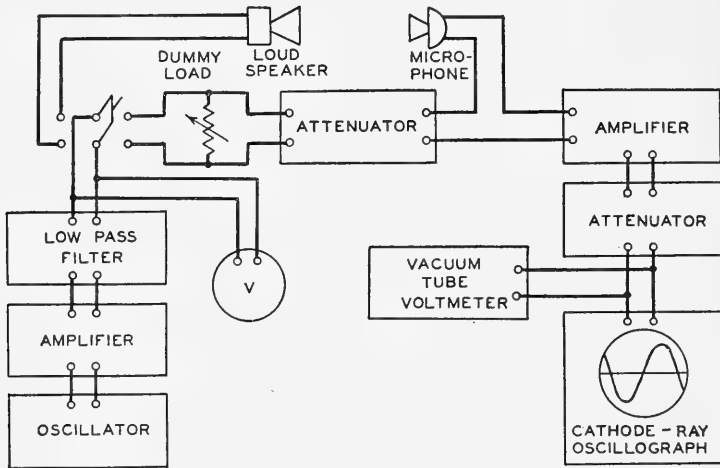 DUMMY
LOAD
LOUD
SPEAKER
MICRO-
PHONE
ATTENUATOR
AMPLIFIER
LOW PASS
FILTER
V
VACUUM
TUBE
VOLTMETER
ATTENUATOR
AMPLIFIER
OSCILLATOR
CATHODE-RAY
OSCILLOGRAPH